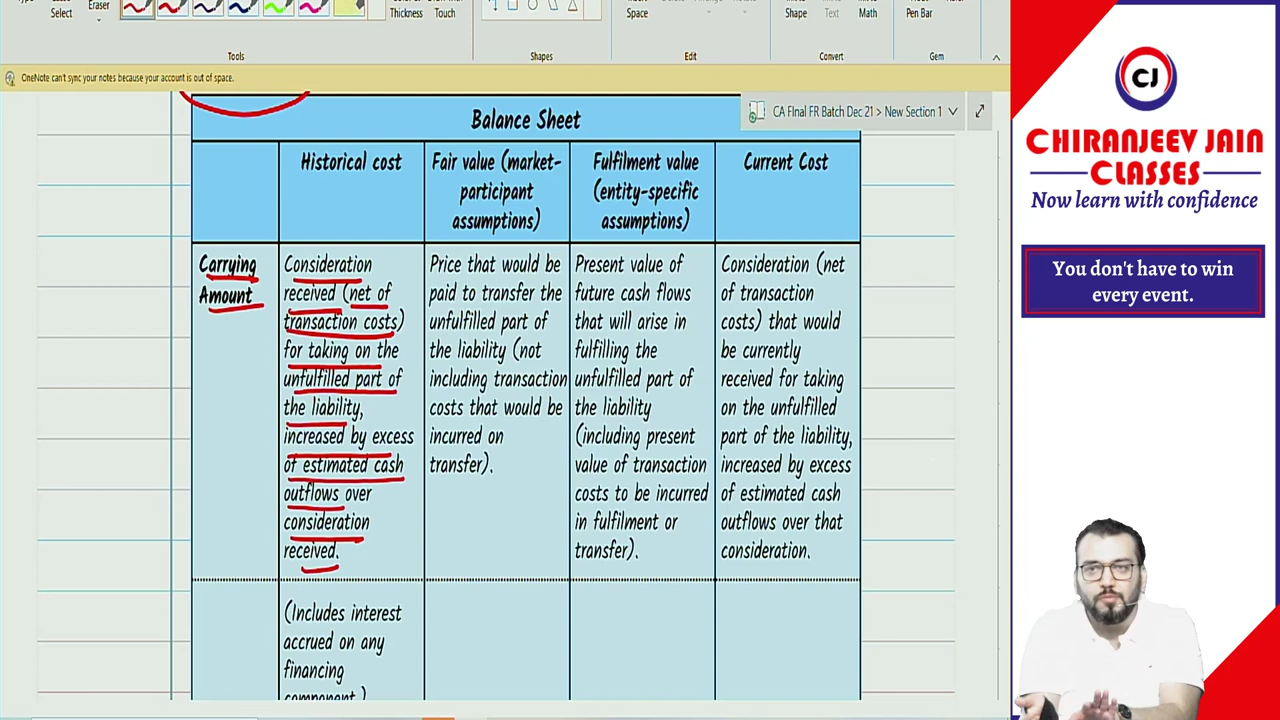 Select
Eraser
Thickness
Touch
Space
Shape
Text
Math
Pen Bar
Tools
Shapes
Edit
Convert
Gem
OneNote can't sync your notes because your account is out of space.
CA FInal FR Batch Dec 21 > New Section 1
Balance Sheet
Historical cost
Fair value (market-
participant
assumptions)
Fulfilment value
(entity-specific
assumptions)
Current Cost
Carrying
Amount
Consideration
received (net of
transaction costs)
for taking on the
unfulfilled part of
the liability,
increased by excess
of estimated cash
outflows over
consideration
received.
Price that would be
paid to transfer the
unfulfilled part of
the liability (not
including transaction
costs that would be
incurred on
transfer).
Present value of
future cash flows
that will arise in
fulfilling the
unfulfilled part of
the liability
(including present
value of transaction
costs to be incurred
in fulfilment or
transfer).
Consideration (net
of transaction
costs) that would
be currently
received for taking
on the unfulfilled
part of the liability,
increased by excess
of estimated cash
outflows over that
consideration.
(Includes interest
accrued on any
financing
component.)
CJ
CHIRANJEEV JAIN
CLASSES
Now learn with confidence
You don't have to win
every event.